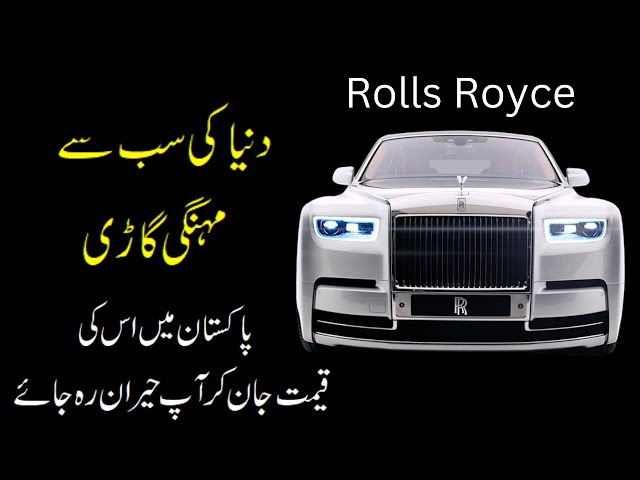 Rolls Royce
دنیا کی سب سے
مہنگی گاڑی
پاکستان میں اس کی
قیمت جان کر آپ حیران رہ جائے
RR